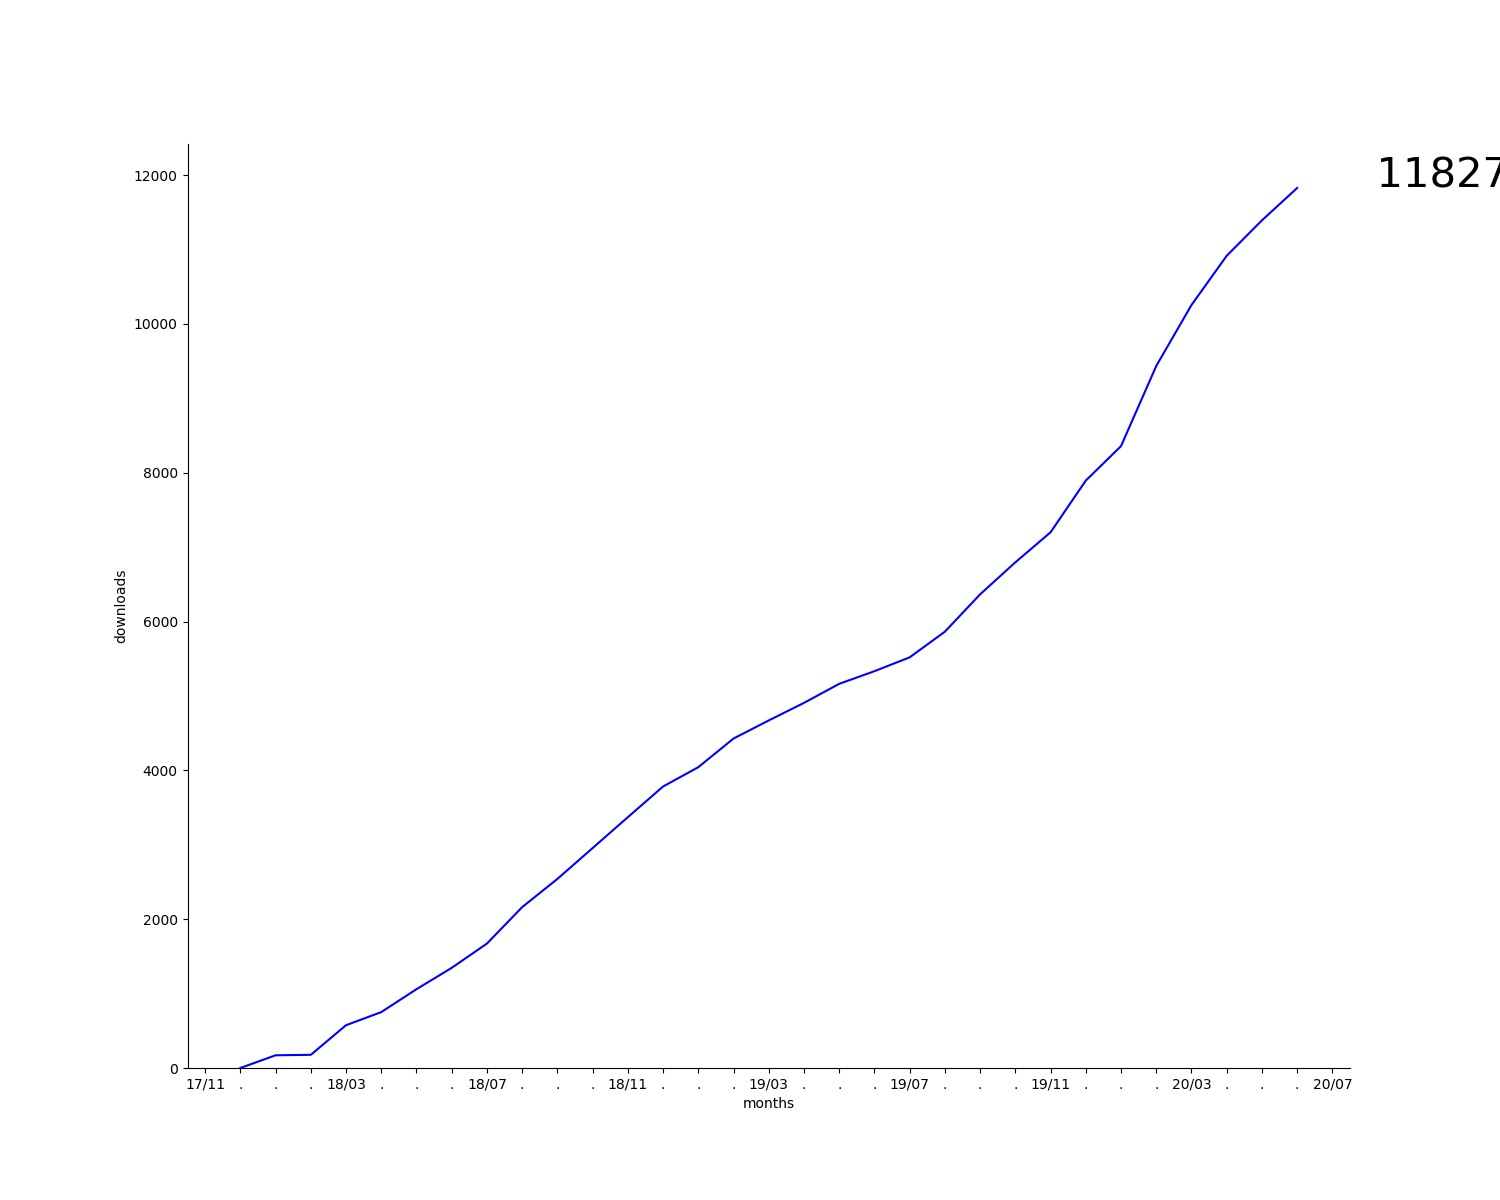 11827
12000
10000
8000
6000
4000
2000
0
downloads
17/11 . . . 18/03 . . . 18/07 . . . 18/11 . . . 19/03 . . . 19/07 . . . 19/11 . . . 20/03 . . . 20/07
months